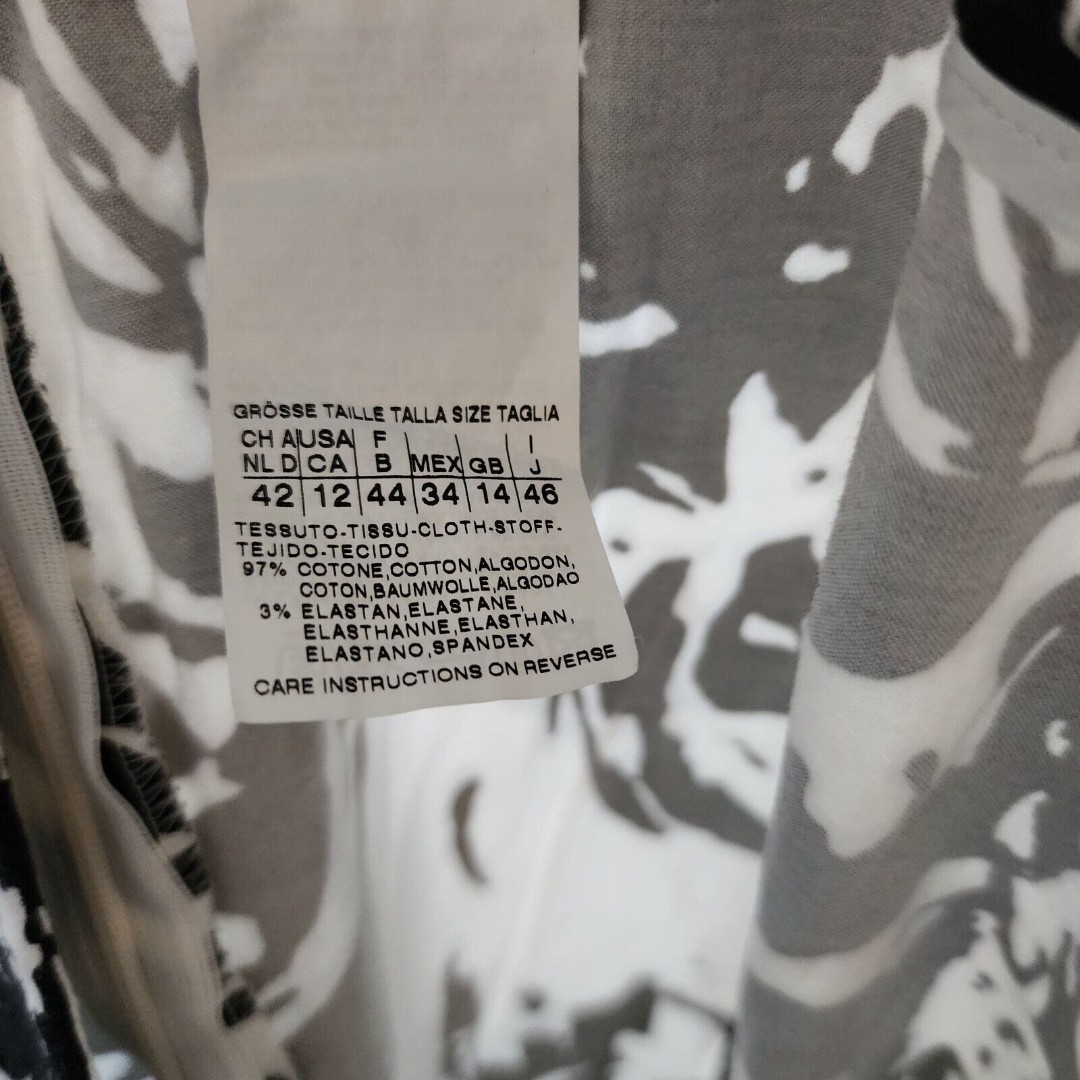 GRÖSSE TAILLE TALLA SIZE TAGLIA
CH A USA F I
NL D CA B MEX GB J
42 12 44 34 14 46
TESSUTO-TISSU-CLOTH-STOFF-
TEJIDO-TECIDO
97% COTONE,COTTON,ALGODON,
COTON,BAUMWOLLE,ALGODAO
3% ELASTAN,ELASTANE,
ELASTHANNE,ELASTHAN,
ELASTANO,SPANDEX
CARE INSTRUCTIONS ON REVERSE